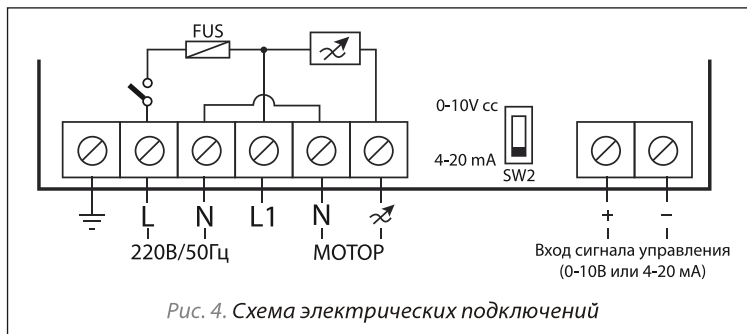 FUS
0-10V cc
4-20 mA
SW2
L N L1 N
220В/50Гц МОТОР
+ −
Вход сигнала управления
(0-10В или 4-20 мА)
Рис. 4. Схема электрических подключений